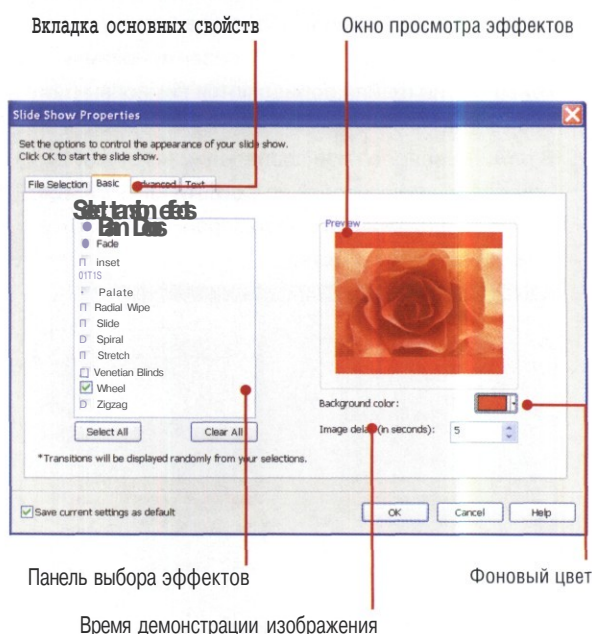 Вкладка основных свойств
Окно просмотра эффектов
Slide Show Properties
Set the options to control the appearance of your slide show.
Click OK to start the slide show.
File Selection Basic Advanced Text
Preview
Fade
inset
01T1S
Palate
Radial Wipe
Slide
Spiral
Stretch
Venetian Blinds
Wheel
Zigzag
Background color:
Select All Clear All
Image delay (in seconds): 5
*Transitions will be displayed randomly from your selections.
Save current settings as default
OK Cancel Help
Панель выбора эффектов
Фоновый цвет
Время демонстрации изображения